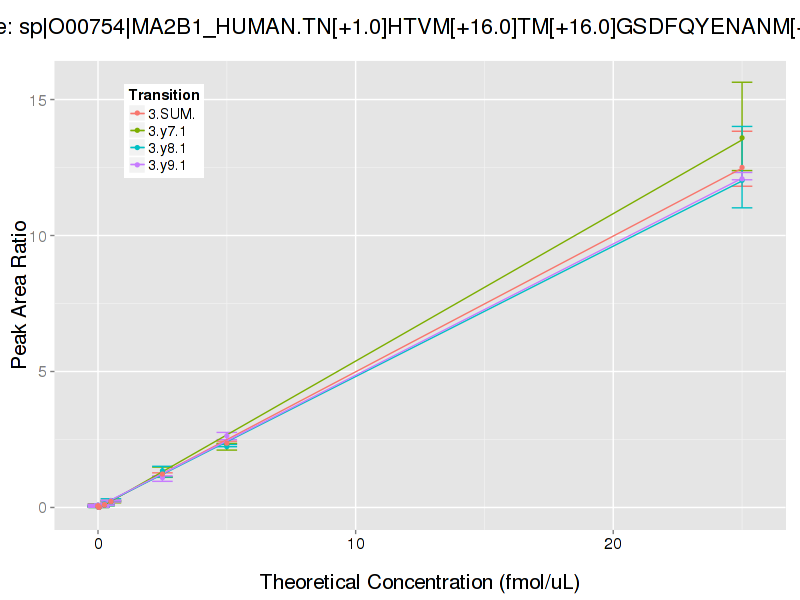 e: sp|O00754|MA2B1_HUMAN.TN[+1.0]HTVM[+16.0]TM[+16.0]GSDFQYENANM[
Transition
3.SUM.
3.y7.1
3.y8.1
3.y9.1
Peak Area Ratio
15
10
5
0
0
10
20
Theoretical Concentration (fmol/uL)